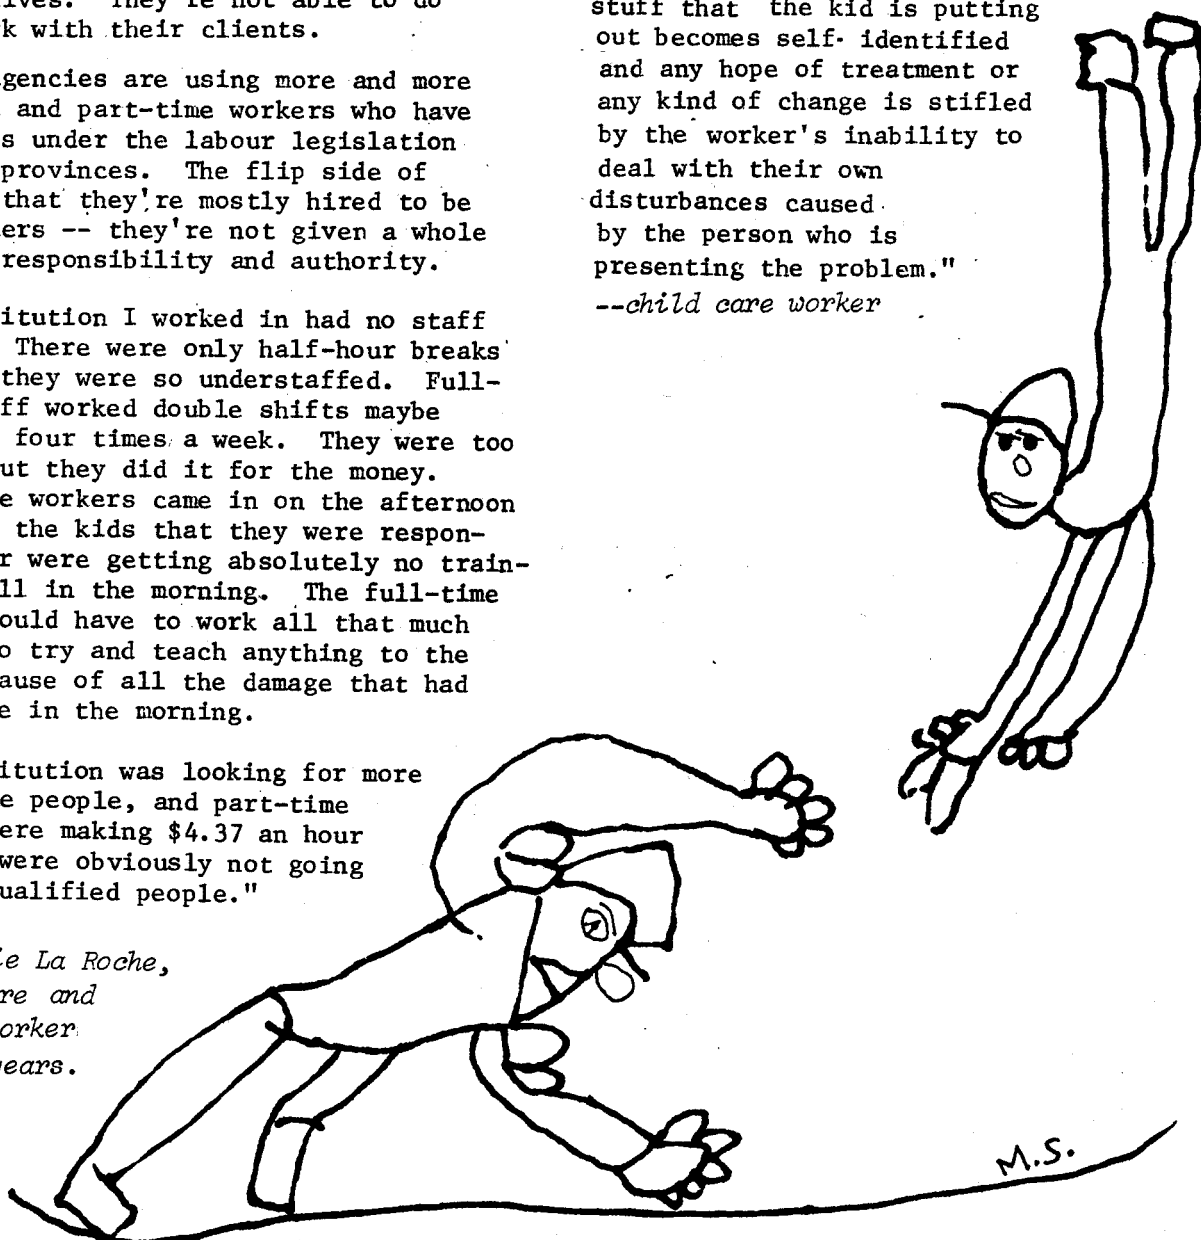 They're not able to do
k with their clients.
gencies are using more and more
and part-time workers who have
s under the labour legislation
provinces. The flip side of
that they're mostly hired to be
ers -- they're not given a whole
responsibility and authority.
itution I worked in had no staff
There were only half-hour breaks
they were so understaffed. Full-
ff worked double shifts maybe
four times a week. They were too
ut they did it for the money.
e workers came in on the afternoon
the kids that they were respon-
r were getting absolutely no train-
ll in the morning. The full-time
ould have to work all that much
o try and teach anything to the
ause of all the damage that had
e in the morning.
itution was looking for more
e people, and part-time
ere making $4.37 an hour
were obviously not going
ualified people."
ie La Roche,
re and
orker
years.
stuff that the kid is putting
out becomes self- identified
and any hope of treatment or
any kind of change is stifled
by the worker's inability to
deal with their own
disturbances caused
by the person who is
presenting the problem."
--child care worker
M.S.